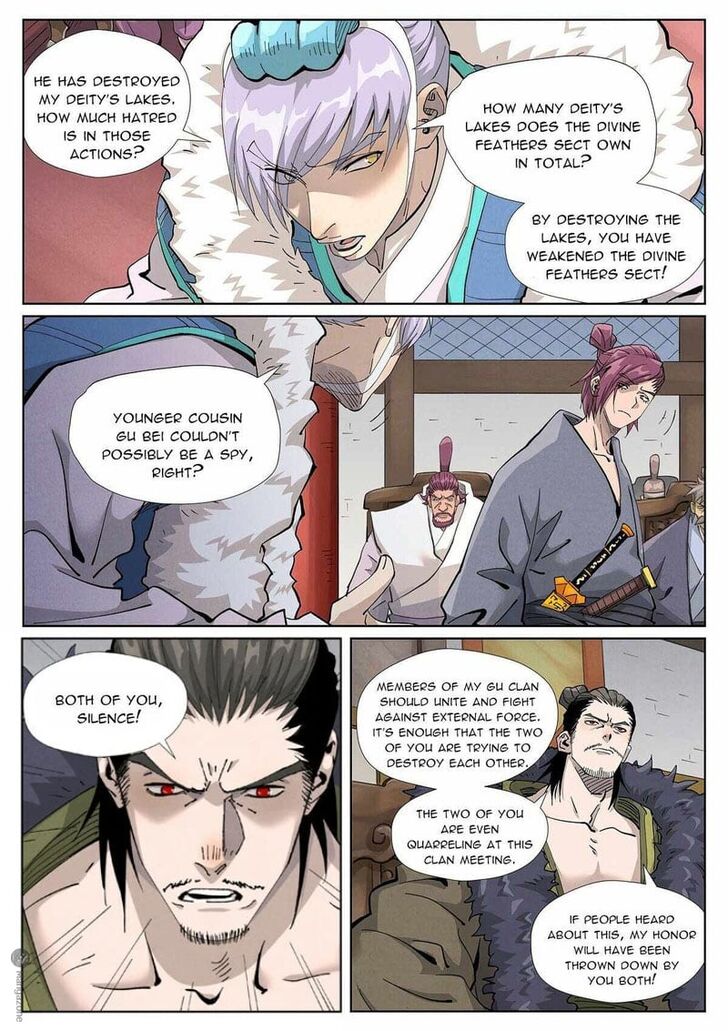 HE HAS DESTROYED
MY DEITY'S LAKES.
HOW MUCH HATRED
IS IN THOSE
ACTIONS?
HOW MANY DEITY'S
LAKES DOES THE DIVINE
FEATHERS SECT OWN
IN TOTAL?
BY DESTROYING THE
LAKES, YOU HAVE
WEAKENED THE DIVINE
FEATHERS SECT!
YOUNGER COUSIN
GU BEI COULDN'T
POSSIBLY BE A SPY,
RIGHT?
BOTH OF YOU,
SILENCE!
MEMBERS OF MY GU CLAN
SHOULD UNITE AND FIGHT
AGAINST EXTERNAL FORCE.
IT'S ENOUGH THAT THE TWO
OF YOU ARE TRYING TO
DESTROY EACH OTHER.
THE TWO OF YOU
ARE EVEN
QUARRELING AT THIS
CLAN MEETING.
IF PEOPLE HEARD
ABOUT THIS, MY HONOR
WILL HAVE BEEN
THROWN DOWN BY
YOU BOTH!